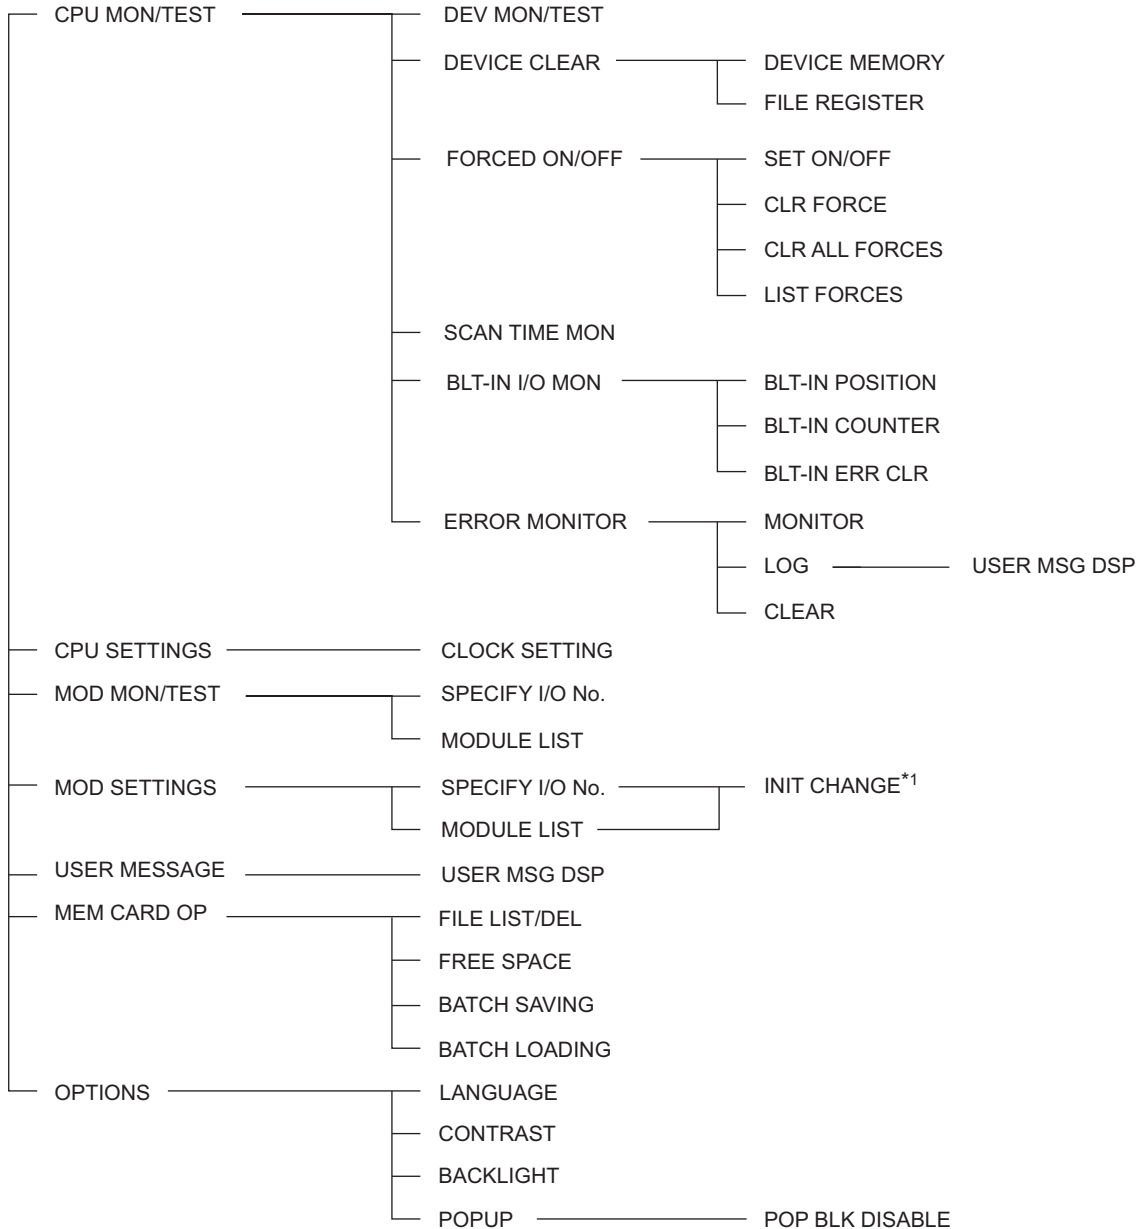 CPU MON/TEST
DEV MON/TEST
DEVICE CLEAR
DEVICE MEMORY
FILE REGISTER
FORCED ON/OFF
SET ON/OFF
CLR FORCE
CLR ALL FORCES
LIST FORCES
SCAN TIME MON
BLT-IN I/O MON
BLT-IN POSITION
BLT-IN COUNTER
BLT-IN ERR CLR
ERROR MONITOR
MONITOR
LOG
USER MSG DSP
CLEAR
CPU SETTINGS
CLOCK SETTING
MOD MON/TEST
SPECIFY I/O No.
MODULE LIST
MOD SETTINGS
SPECIFY I/O No.
INIT CHANGE*1
MODULE LIST
USER MESSAGE
USER MSG DSP
MEM CARD OP
FILE LIST/DEL
FREE SPACE
BATCH SAVING
BATCH LOADING
OPTIONS
LANGUAGE
CONTRAST
BACKLIGHT
POPUP
POP BLK DISABLE